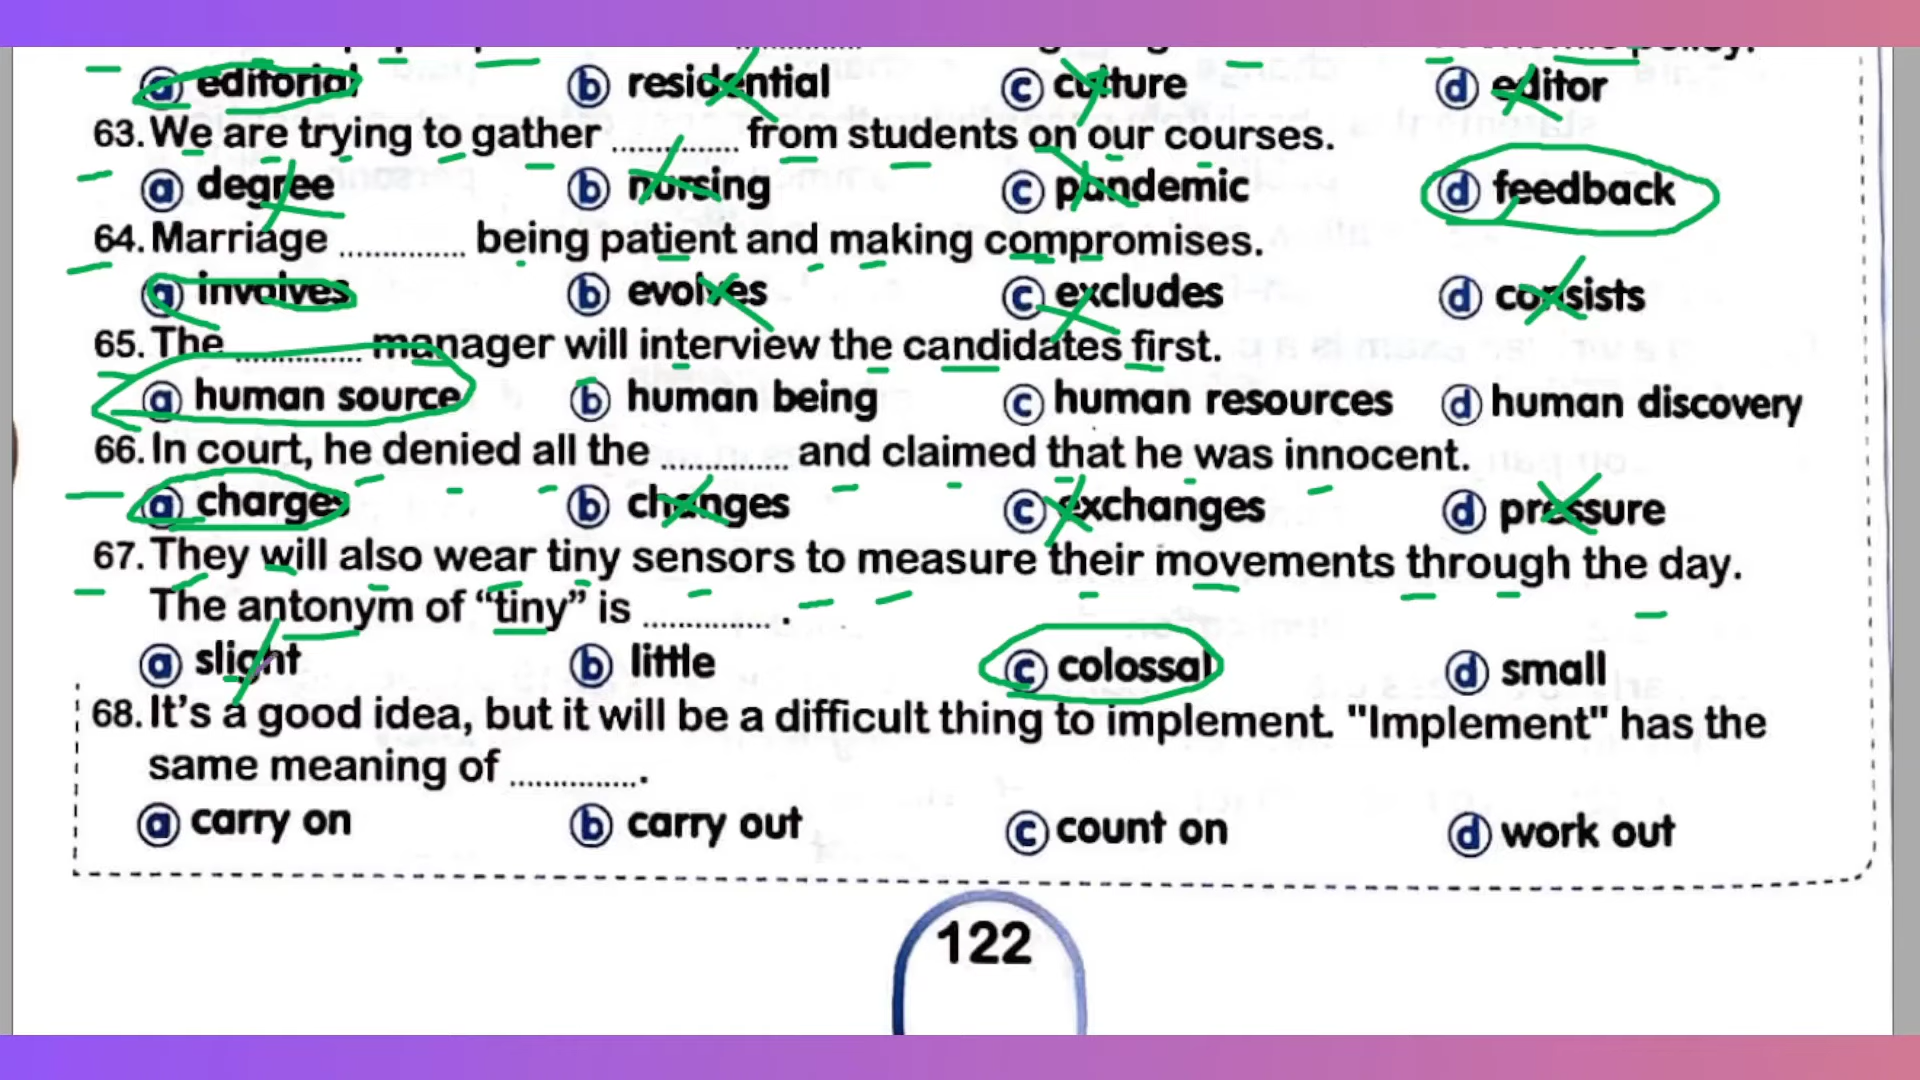 policy.
a editorial b residential c culture d editor
63. We are trying to gather .............. from students on our courses.
a degree b nursing c pandemic d feedback
64. Marriage .............. being patient and making compromises.
a involves b evolves c excludes d consists
65. The .............. manager will interview the candidates first.
a human source b human being c human resources d human discovery
66. In court, he denied all the .............. and claimed that he was innocent.
a charges b changes c exchanges d pressure
67. They will also wear tiny sensors to measure their movements through the day.
The antonym of “tiny” is .............. .
a slight b little c colossal d small
68. It's a good idea, but it will be a difficult thing to implement. "Implement" has the
same meaning of .............. .
a carry on b carry out c count on d work out
122